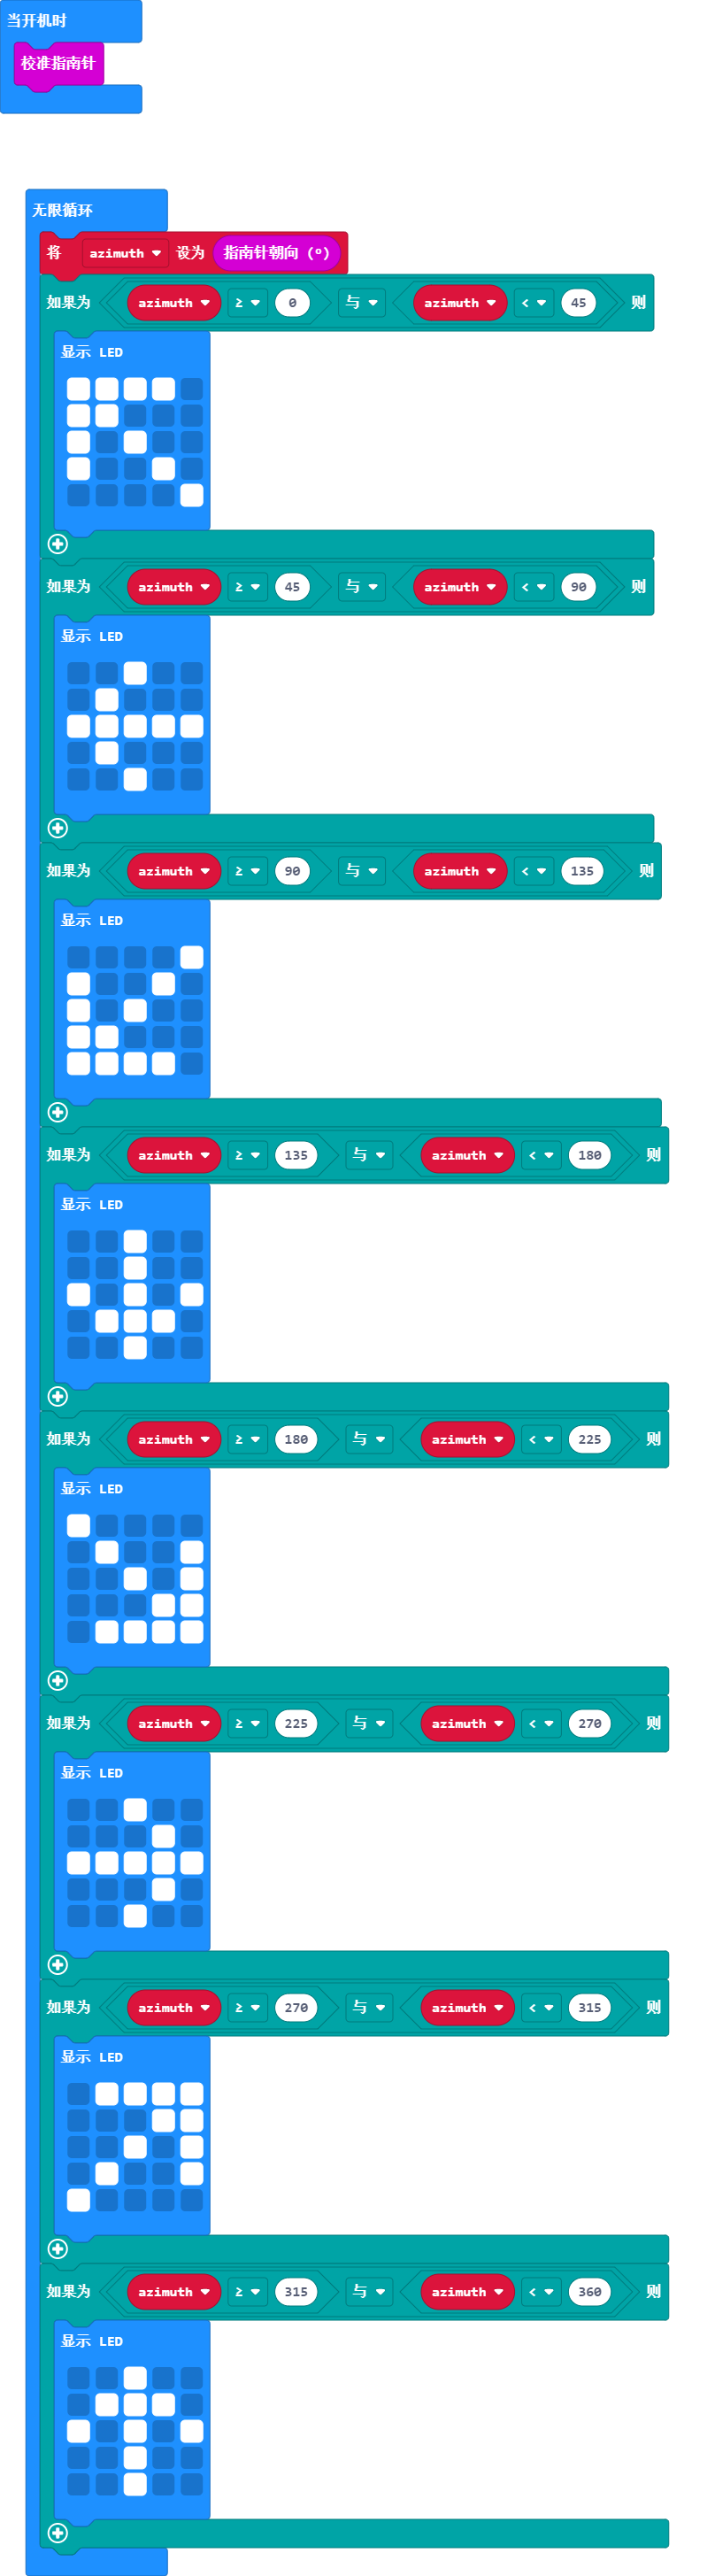 当开机时
校准指南针
无限循环
将 azimuth 设为 指南针朝向 (º)
如果为 azimuth ≥ 0 与 azimuth < 45 则
显示 LED
如果为 azimuth ≥ 45 与 azimuth < 90 则
显示 LED
如果为 azimuth ≥ 90 与 azimuth < 135 则
显示 LED
如果为 azimuth ≥ 135 与 azimuth < 180 则
显示 LED
如果为 azimuth ≥ 180 与 azimuth < 225 则
显示 LED
如果为 azimuth ≥ 225 与 azimuth < 270 则
显示 LED
如果为 azimuth ≥ 270 与 azimuth < 315 则
显示 LED
如果为 azimuth ≥ 315 与 azimuth < 360 则
显示 LED